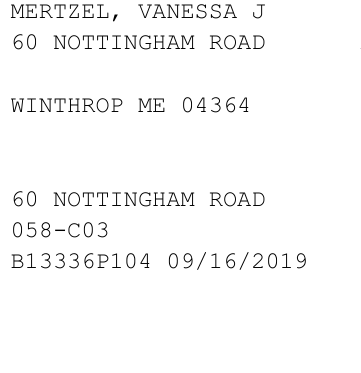 MERTZEL, VANESSA J
60 NOTTINGHAM ROAD
WINTHROP ME 04364
60 NOTTINGHAM ROAD
058-C03
B13336P104 09/16/2019